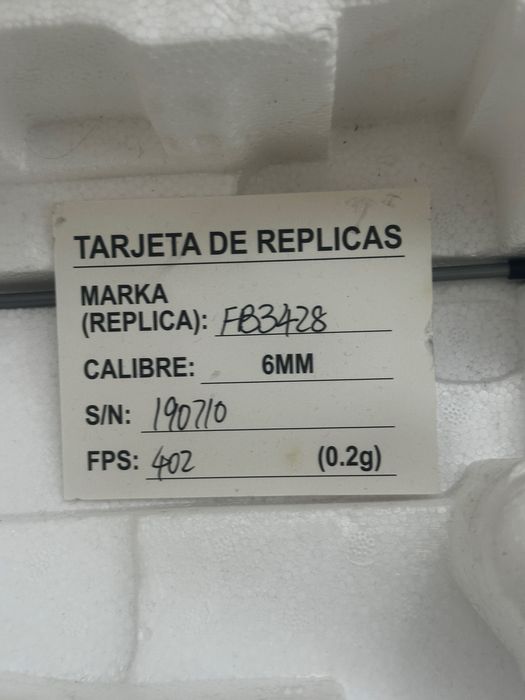 TARJETA DE REPLICAS
MARKA
(REPLICA): FB3428
CALIBRE: 6MM
S/N: 190710
FPS: 402 (0.2g)